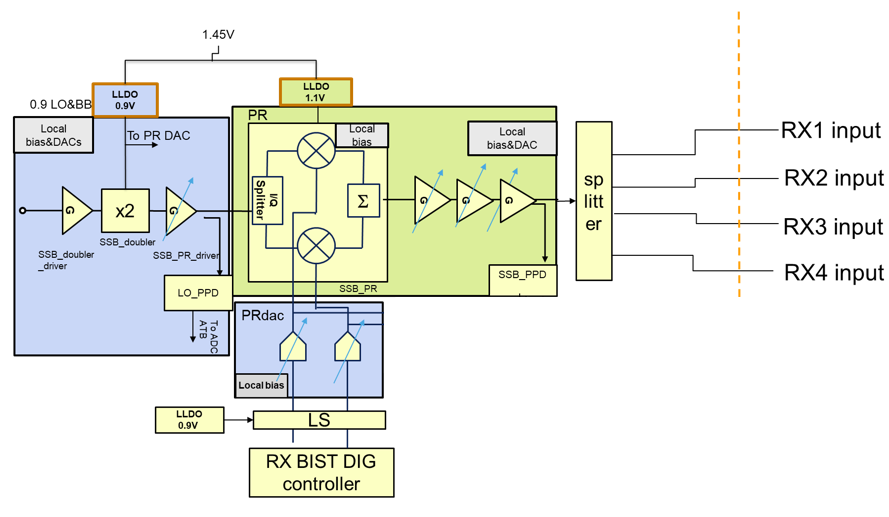 1.45V
LLDO
0.9V
LLDO
1.1V
0.9 LO&BB
Local
bias&DACs
To PR DAC
PR
Local
bias
Local
bias&DAC
G
x2
G
I/Q
Splitter
Σ
G
G
G
sp
litt
er
RX1 input
RX2 input
RX3 input
RX4 input
SSB_doubler
_driver
SSB_doubler
SSB_PR_driver
SSB_PR
SSB_PPD
LO_PPD
To ADC
ATB
PRdac
Local bias
LLDO
0.9V
LS
RX BIST DIG
controller